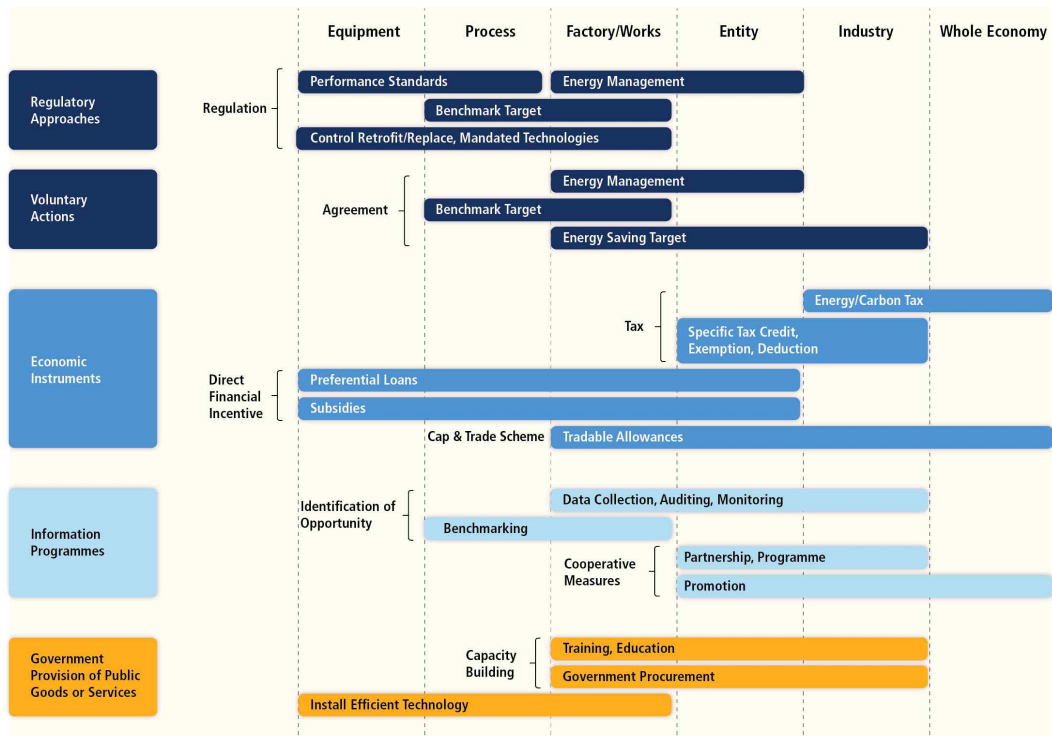 Equipment
Process
Factory/Works
Entity
Industry
Whole Economy
Regulatory
Approaches
Regulation
Performance Standards
Energy Management
Benchmark Target
Control Retrofit/Replace, Mandated Technologies
Voluntary
Actions
Agreement
Energy Management
Benchmark Target
Energy Saving Target
Economic
Instruments
Tax
Energy/Carbon Tax
Specific Tax Credit,
Exemption, Deduction
Direct
Financial
Incentive
Preferential Loans
Subsidies
Cap & Trade Scheme
Tradable Allowances
Information
Programmes
Identification of
Opportunity
Data Collection, Auditing, Monitoring
Benchmarking
Cooperative
Measures
Partnership, Programme
Promotion
Government
Provision of Public
Goods or Services
Capacity
Building
Training, Education
Government Procurement
Install Efficient Technology